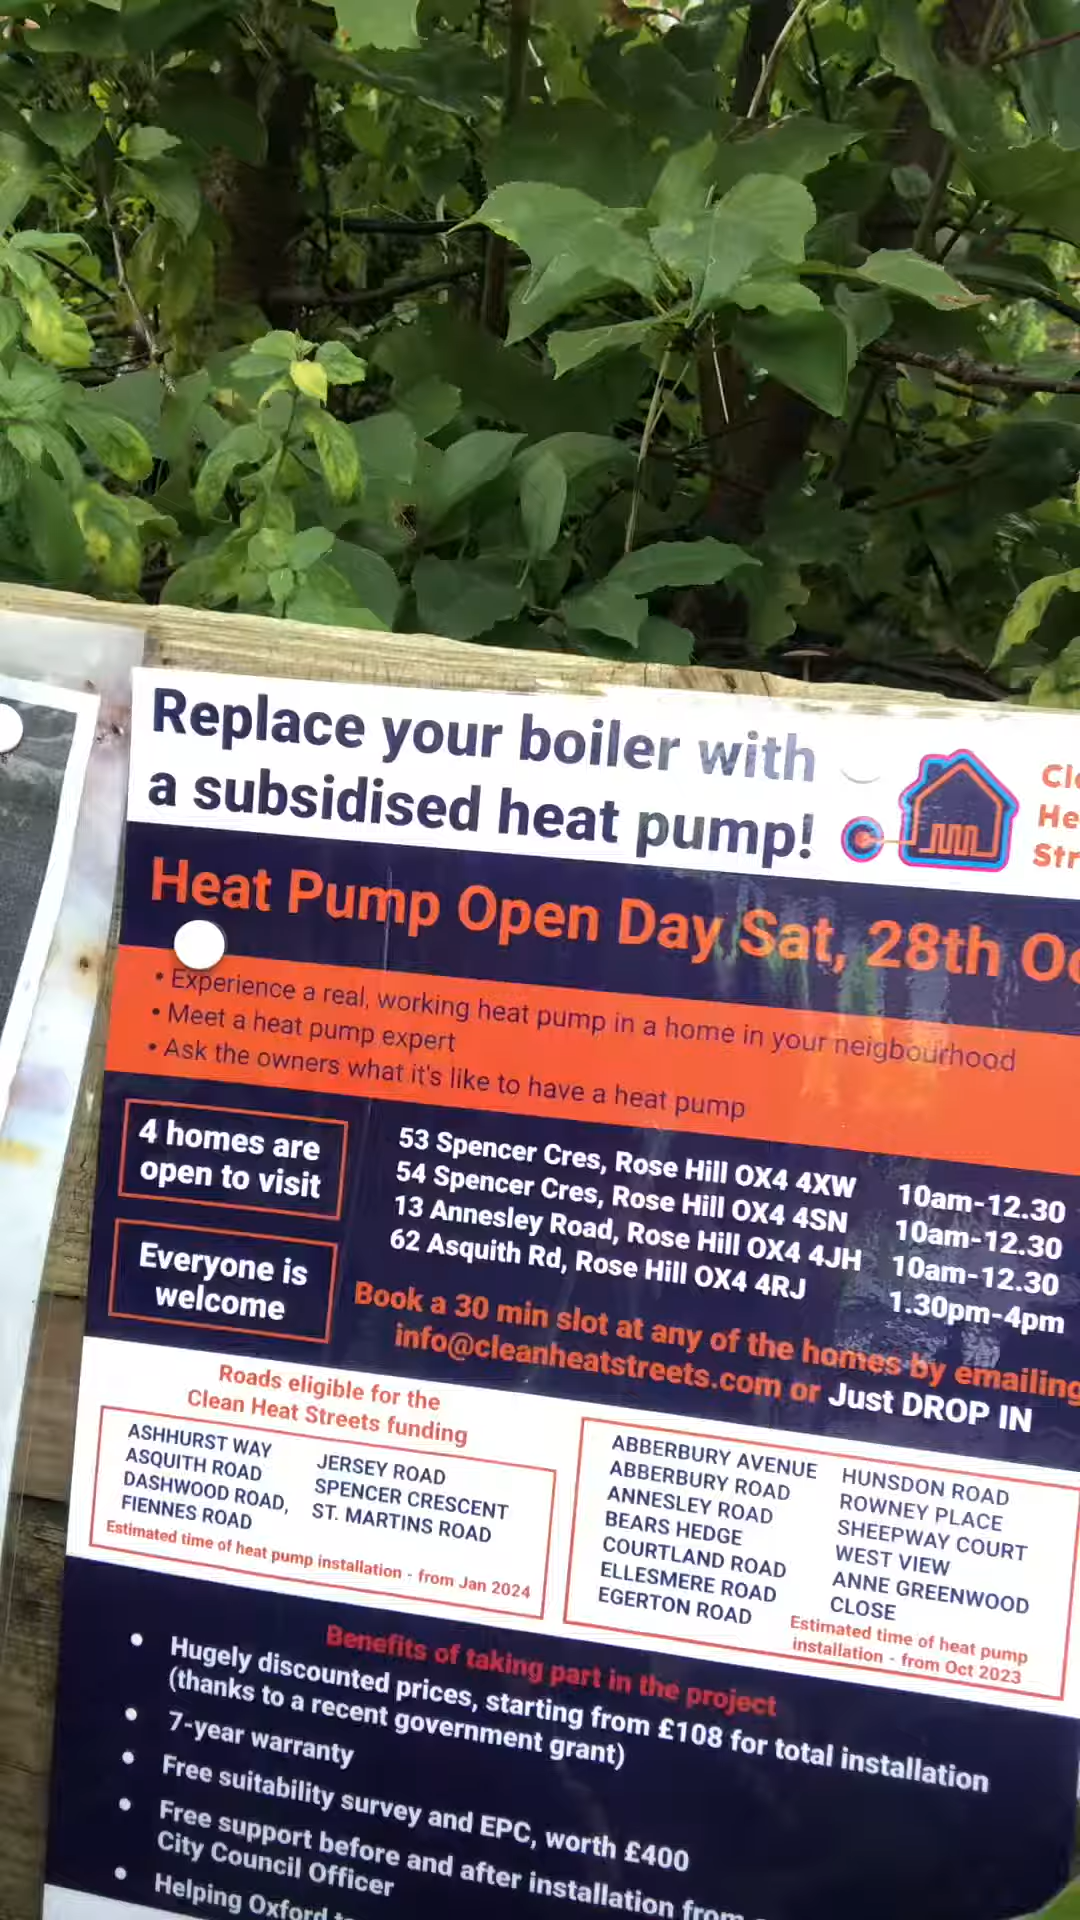 Replace your boiler with
a subsidised heat pump!
Heat Pump Open Day Sat, 28th
• Experience a real, working heat pump in a home in your neigbourhood
• Meet a heat pump expert
• Ask the owners what it's like to have a heat pump
4 homes are
open to visit
Everyone is
welcome
53 Spencer Cres, Rose Hill OX4 4XW 10am-12.30
54 Spencer Cres, Rose Hill OX4 4SN 10am-12.30
13 Annesley Road, Rose Hill OX4 4JH 10am-12.30
62 Asquith Rd, Rose Hill OX4 4RJ 1.30pm-4pm
Book a 30 min slot at any of the homes by emailing
info@cleanheatstreets.com or Just DROP IN
Roads eligible for the
Clean Heat Streets funding
ASHHURST WAY
ASQUITH ROAD
DASHWOOD ROAD,
FIENNES ROAD
JERSEY ROAD
SPENCER CRESCENT
ST. MARTINS ROAD
Estimated time of heat pump installation - from Jan 2024
ABBERBURY AVENUE
ABBERBURY ROAD
ANNESLEY ROAD
BEARS HEDGE
COURTLAND ROAD
ELLESMERE ROAD
EGERTON ROAD
HUNSDON ROAD
ROWNEY PLACE
SHEEPWAY COURT
WEST VIEW
ANNE GREENWOOD
CLOSE
Estimated time of heat pump
installation - from Oct 2023
Benefits of taking part in the project
• Hugely discounted prices, starting from £108 for total installation
(thanks to a recent government grant)
• 7-year warranty
• Free suitability survey and EPC, worth £400
• Free support before and after installation from
City Council Officer
• Helping Oxford